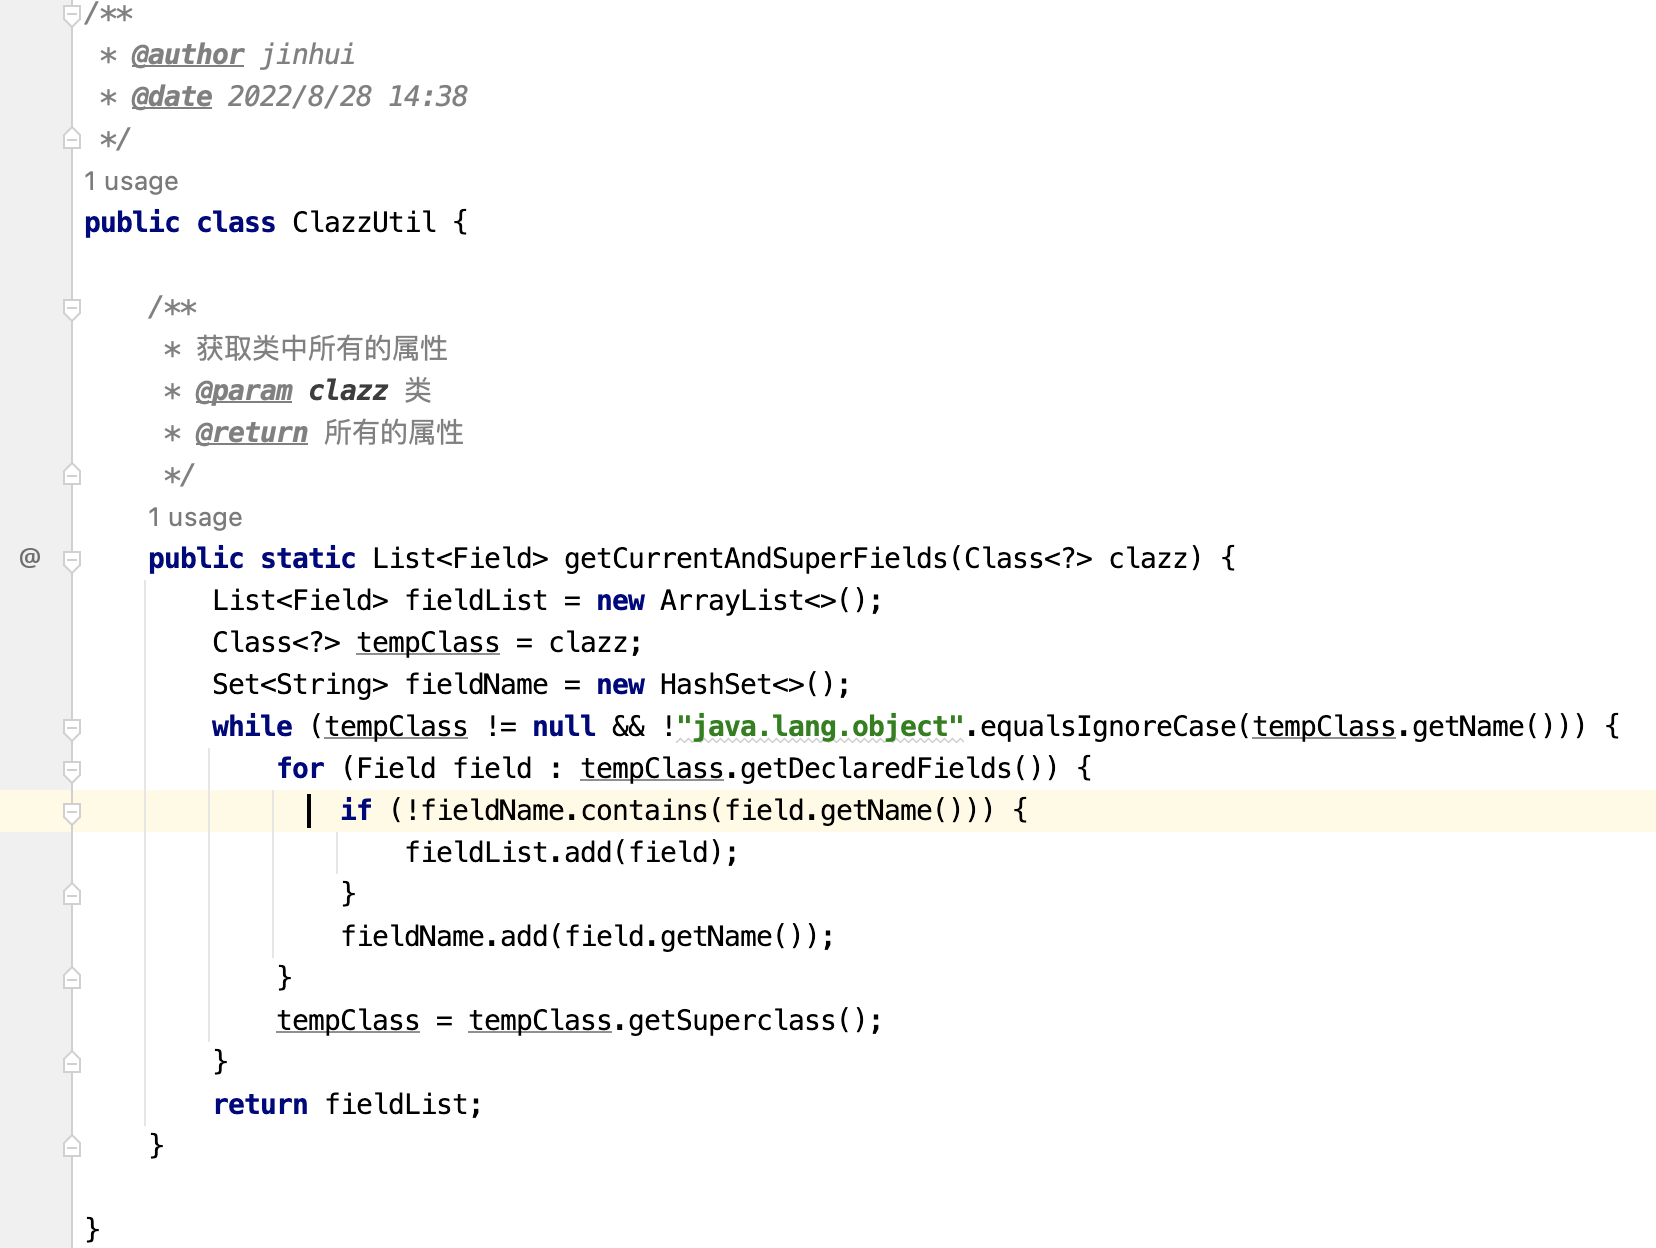 /**
 * @author jinhui
 * @date 2022/8/28 14:38
 */
1 usage
public class ClazzUtil {
    /**
     * 获取类中所有的属性
     * @param clazz 类
     * @return 所有的属性
     */
    1 usage
@   public static List<Field> getCurrentAndSuperFields(Class<?> clazz) {
        List<Field> fieldList = new ArrayList<>();
        Class<?> tempClass = clazz;
        Set<String> fieldName = new HashSet<>();
        while (tempClass != null && !"java.lang.object".equalsIgnoreCase(tempClass.getName())) {
            for (Field field : tempClass.getDeclaredFields()) {
                if (!fieldName.contains(field.getName())) {
                    fieldList.add(field);
                }
                fieldName.add(field.getName());
            }
            tempClass = tempClass.getSuperclass();
        }
        return fieldList;
    }
}